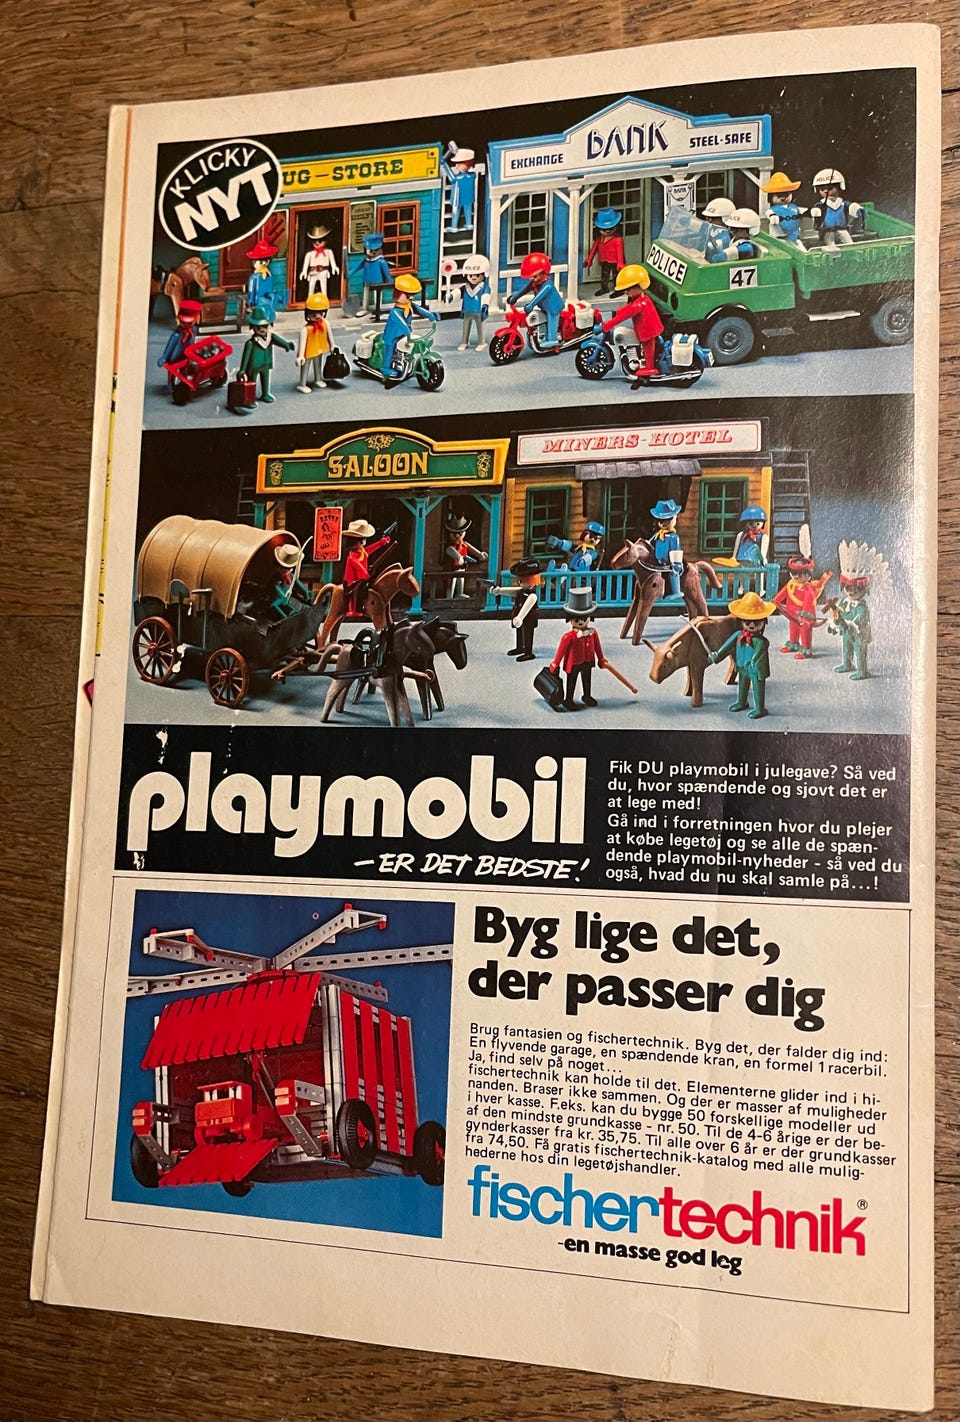 KLICKY
NYT
UG-STORE
EXCHANGE
BANK
STEEL-SAFE
BANK
POLICE
POLICE
47
SALOON
MINERS-HOTEL
playmobil
-ER DET BEDSTE!
Fik DU playmobil i julegave? Så ved
du, hvor spændende og sjovt det er
at lege med!
Gå ind i forretningen hvor du plejer
at købe legetøj og se alle de spæn-
dende playmobil-nyheder - så ved du
også, hvad du nu skal samle på...!
Byg lige det,
der passer dig
Brug fantasien og fischertechnik. Byg det, der falder dig ind:
En flyvende garage, en spændende kran, en formel 1 racerbil.
Ja, find selv på noget...
fischertechnik kan holde til det. Elementerne glider ind i hi-
nanden. Braser ikke sammen. Og der er masser af muligheder
i hver kasse. F.eks. kan du bygge 50 forskellige modeller ud
af den mindste grundkasse - nr. 50. Til de 4-6 årige er der be-
gynderkasser fra kr. 35,75. Til alle over 6 år er der grundkasser
fra 74,50. Få gratis fischertechnik-katalog med alle mulig-
hederne hos din legetøjshandler.
fischertechnik®
-en masse god leg